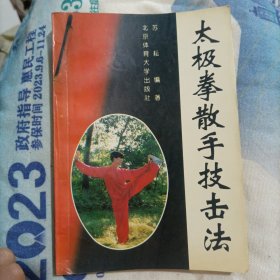 太极拳散手技击法
苏耘 编著
北京体育大学出版社
2023
政府指导 惠民工
参保时间 2023.9.6-11.24